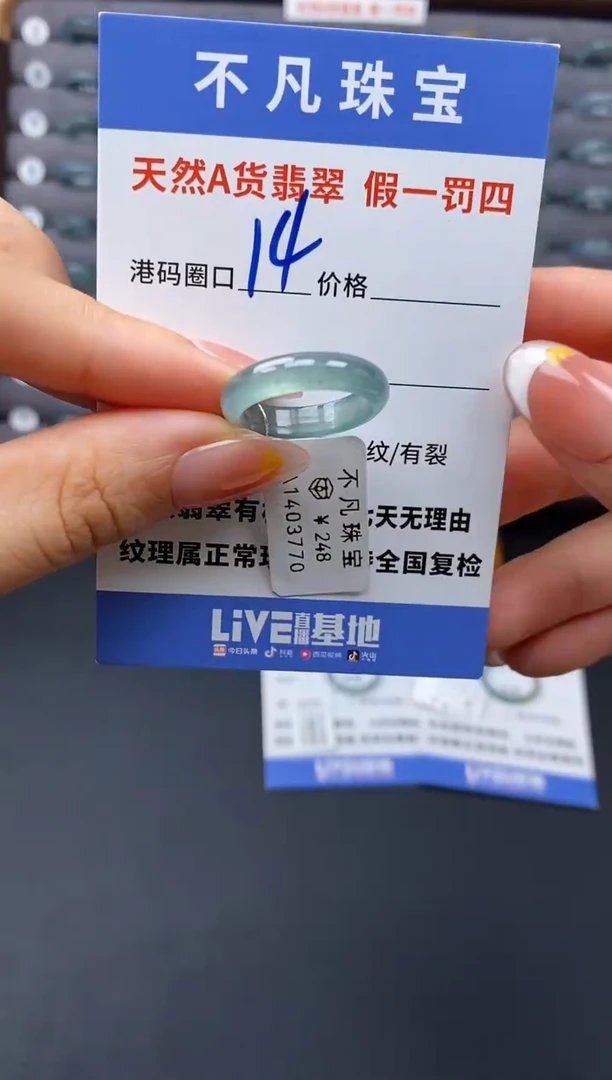 不凡珠宝
天然A货翡翠 假一罚四
港码圈口 14 价格
纹/有裂
翡翠有 七天无理由
纹理属正常 全国复检
不凡珠宝
¥248
1403770
LiVE直播基地
今日头条 抖音 西瓜视频 火山